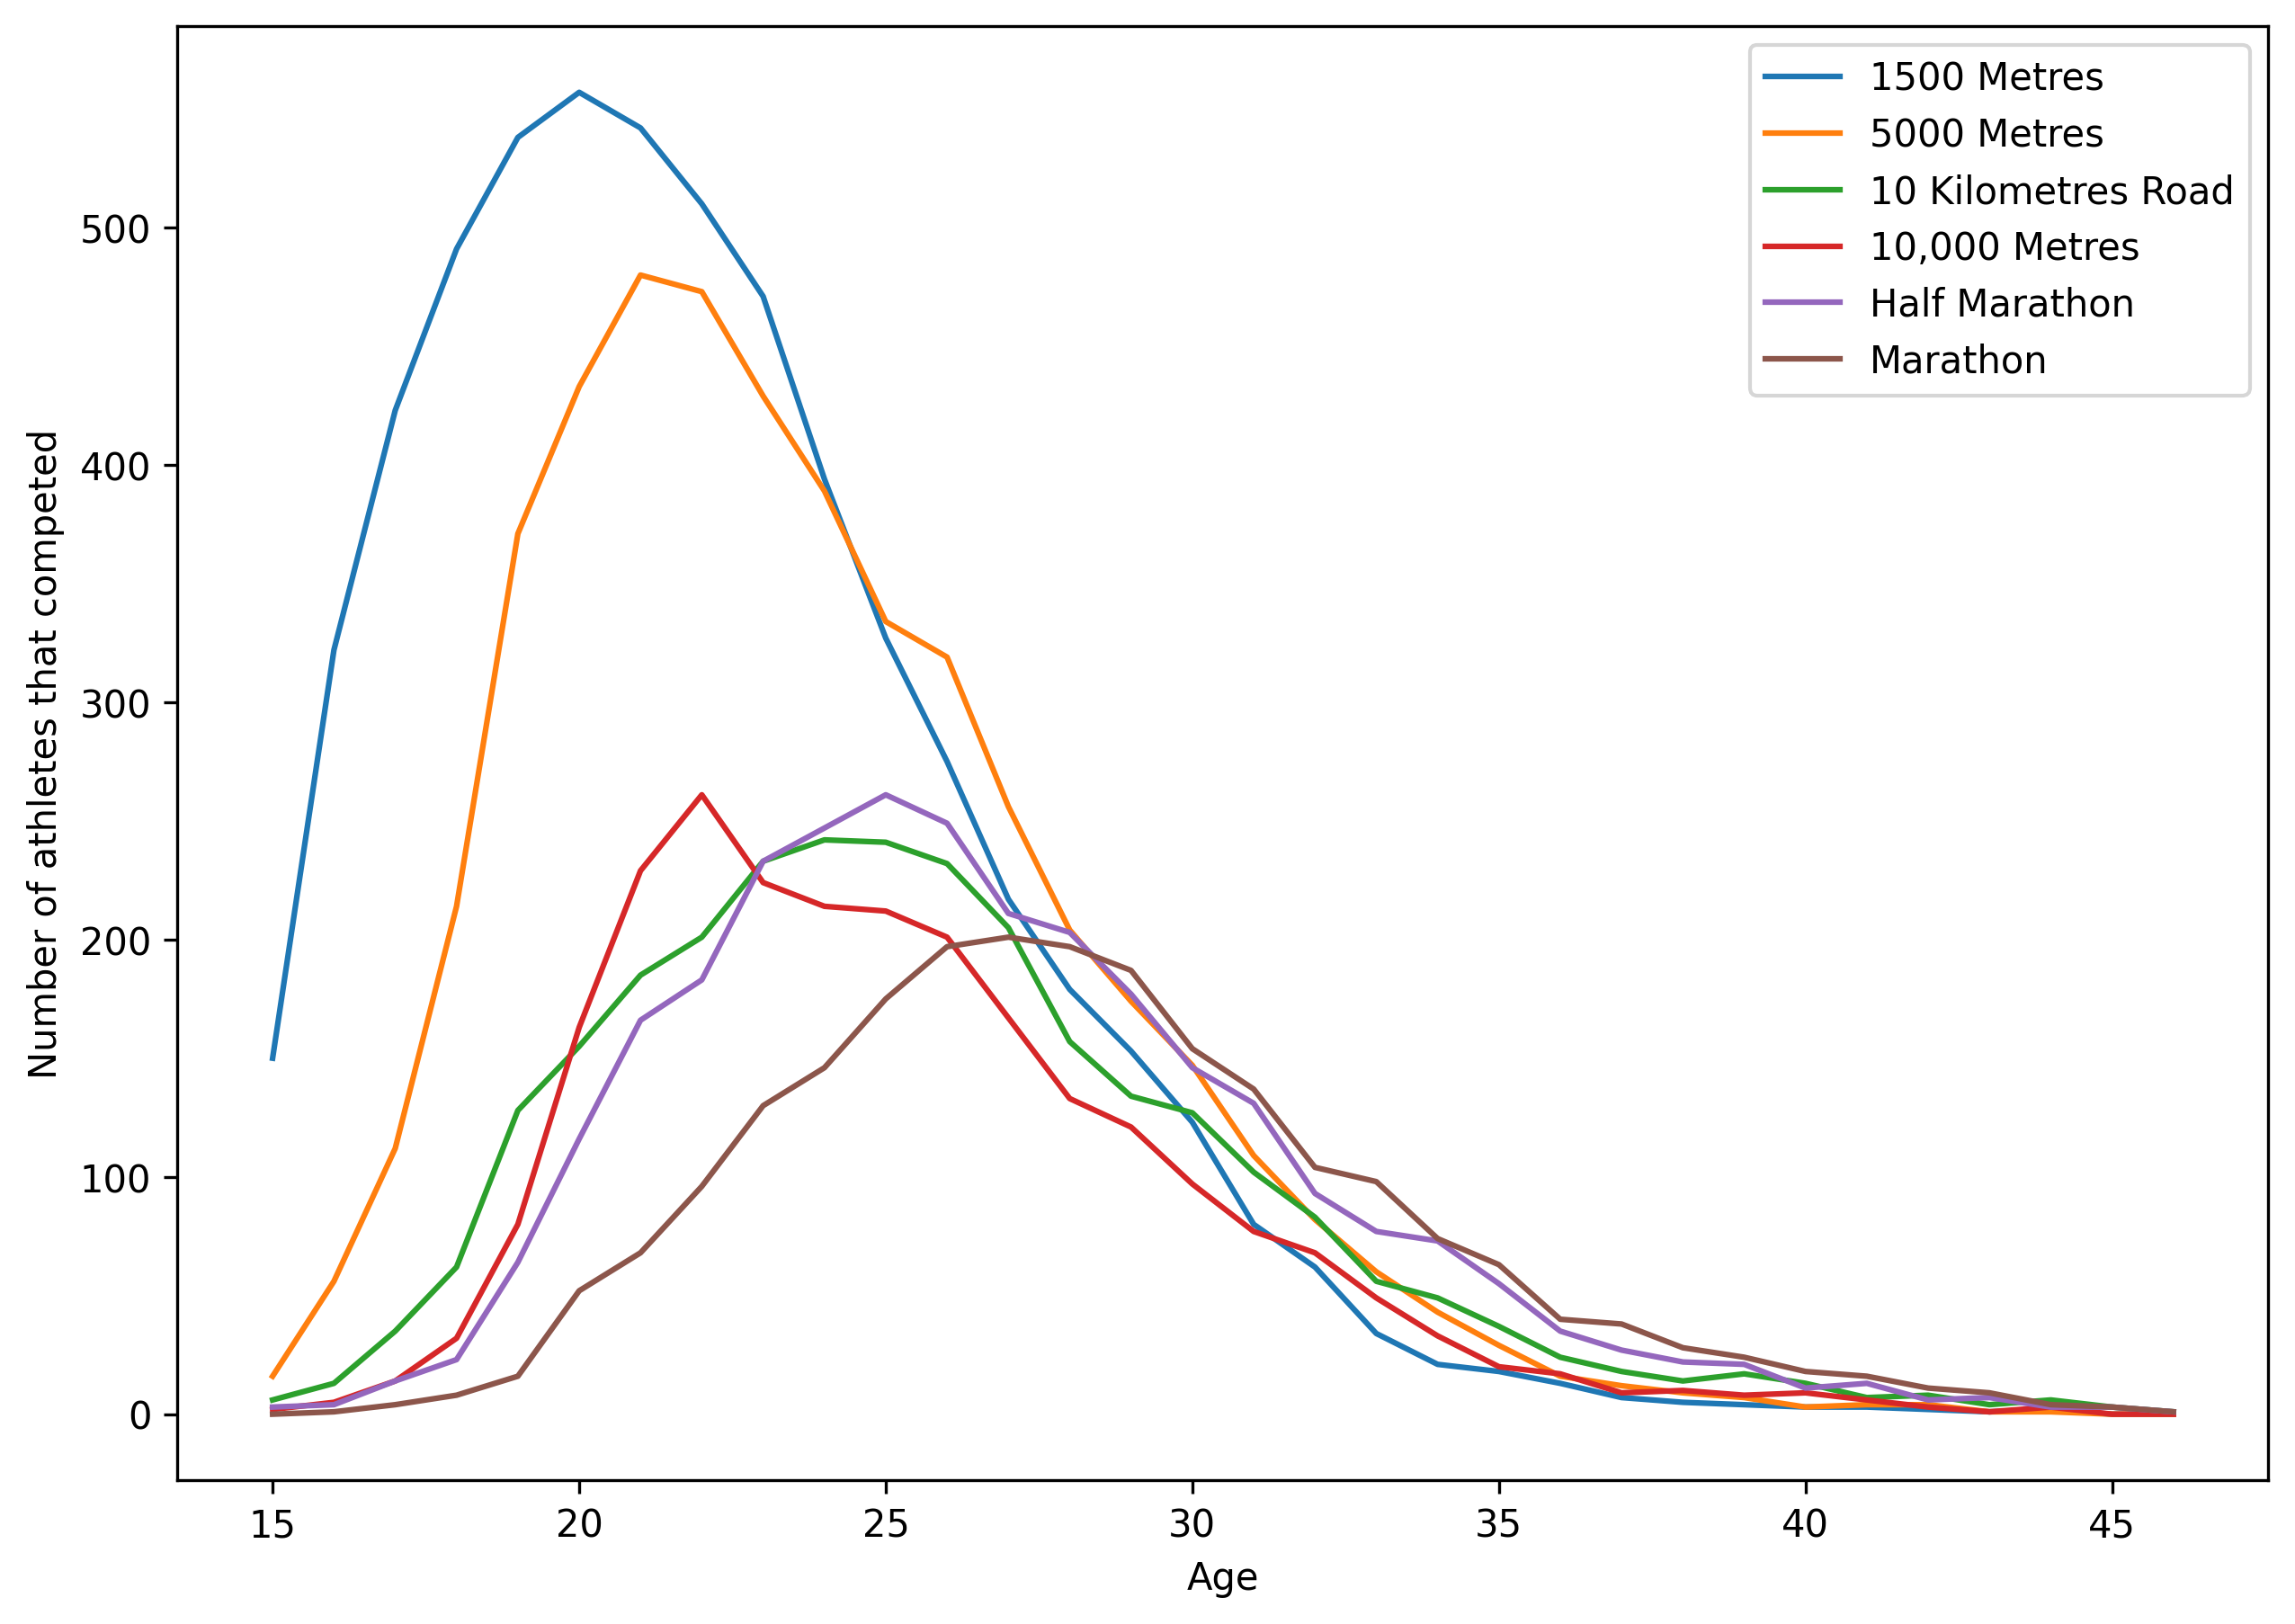 1500 Metres
5000 Metres
10 Kilometres Road
10,000 Metres
Half Marathon
Marathon
Number of athletes that competed
500
400
300
200
100
0
15 20 25 30 35 40 45
Age